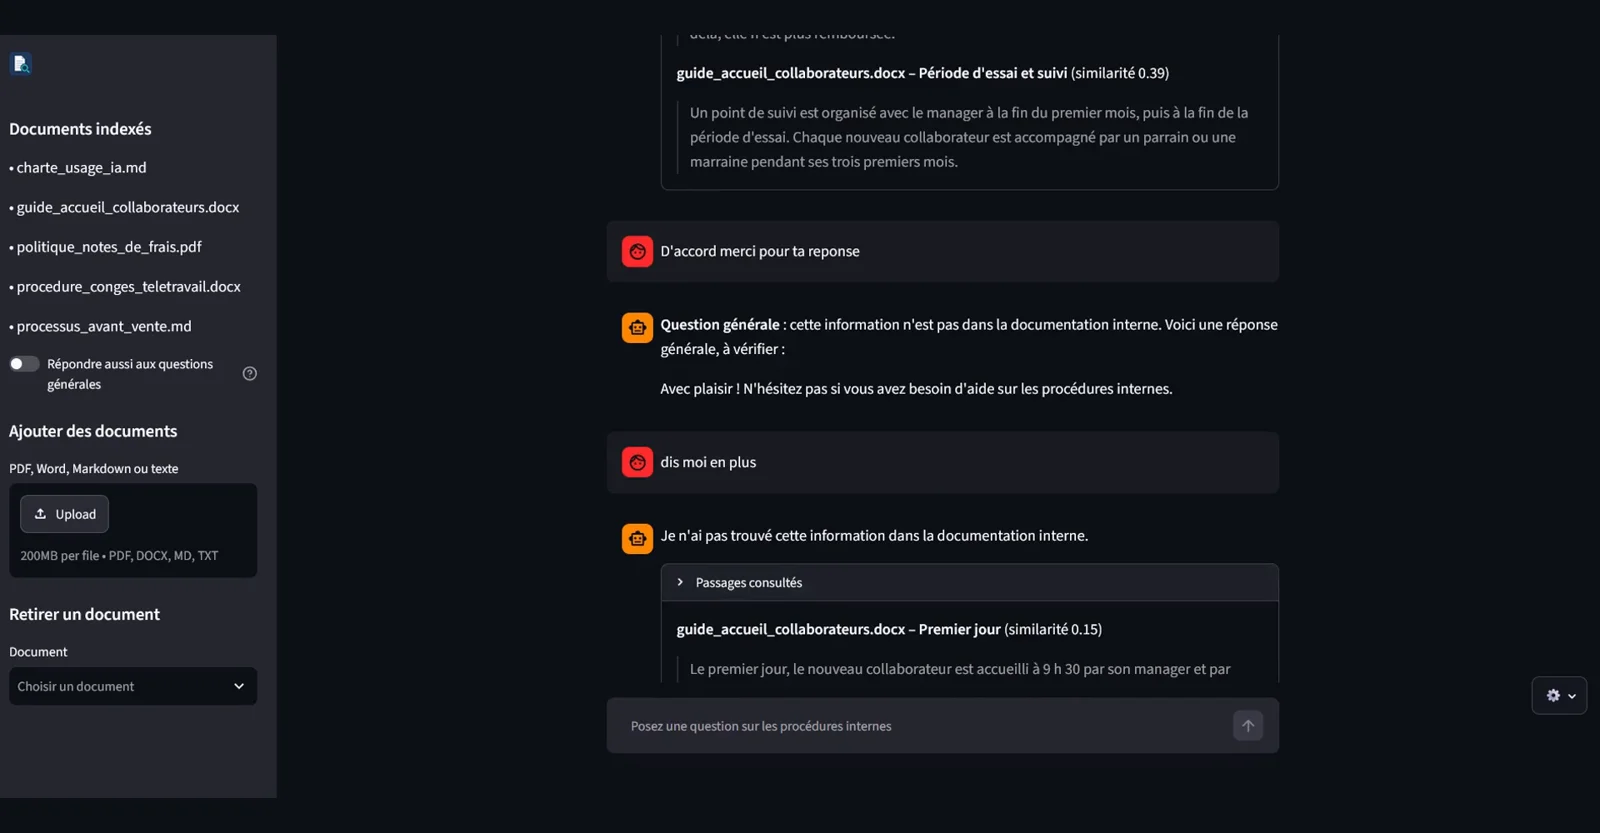 Documents indexés
• charte_usage_ia.md
• guide_accueil_collaborateurs.docx
• politique_notes_de_frais.pdf
• procedure_conges_teletravail.docx
• processus_avant_vente.md
Répondre aussi aux questions
générales
Ajouter des documents
PDF, Word, Markdown ou texte
Upload
200MB per file • PDF, DOCX, MD, TXT
Retirer un document
Document
Choisir un document
delà, elle n'est plus remboursée.
guide_accueil_collaborateurs.docx – Période d'essai et suivi (similarité 0.39)
Un point de suivi est organisé avec le manager à la fin du premier mois, puis à la fin de la
période d'essai. Chaque nouveau collaborateur est accompagné par un parrain ou une
marraine pendant ses trois premiers mois.
D'accord merci pour ta reponse
Question générale : cette information n'est pas dans la documentation interne. Voici une réponse
générale, à vérifier :
Avec plaisir ! N'hésitez pas si vous avez besoin d'aide sur les procédures internes.
dis moi en plus
Je n'ai pas trouvé cette information dans la documentation interne.
Passages consultés
guide_accueil_collaborateurs.docx – Premier jour (similarité 0.15)
Le premier jour, le nouveau collaborateur est accueilli à 9 h 30 par son manager et par
Posez une question sur les procédures internes